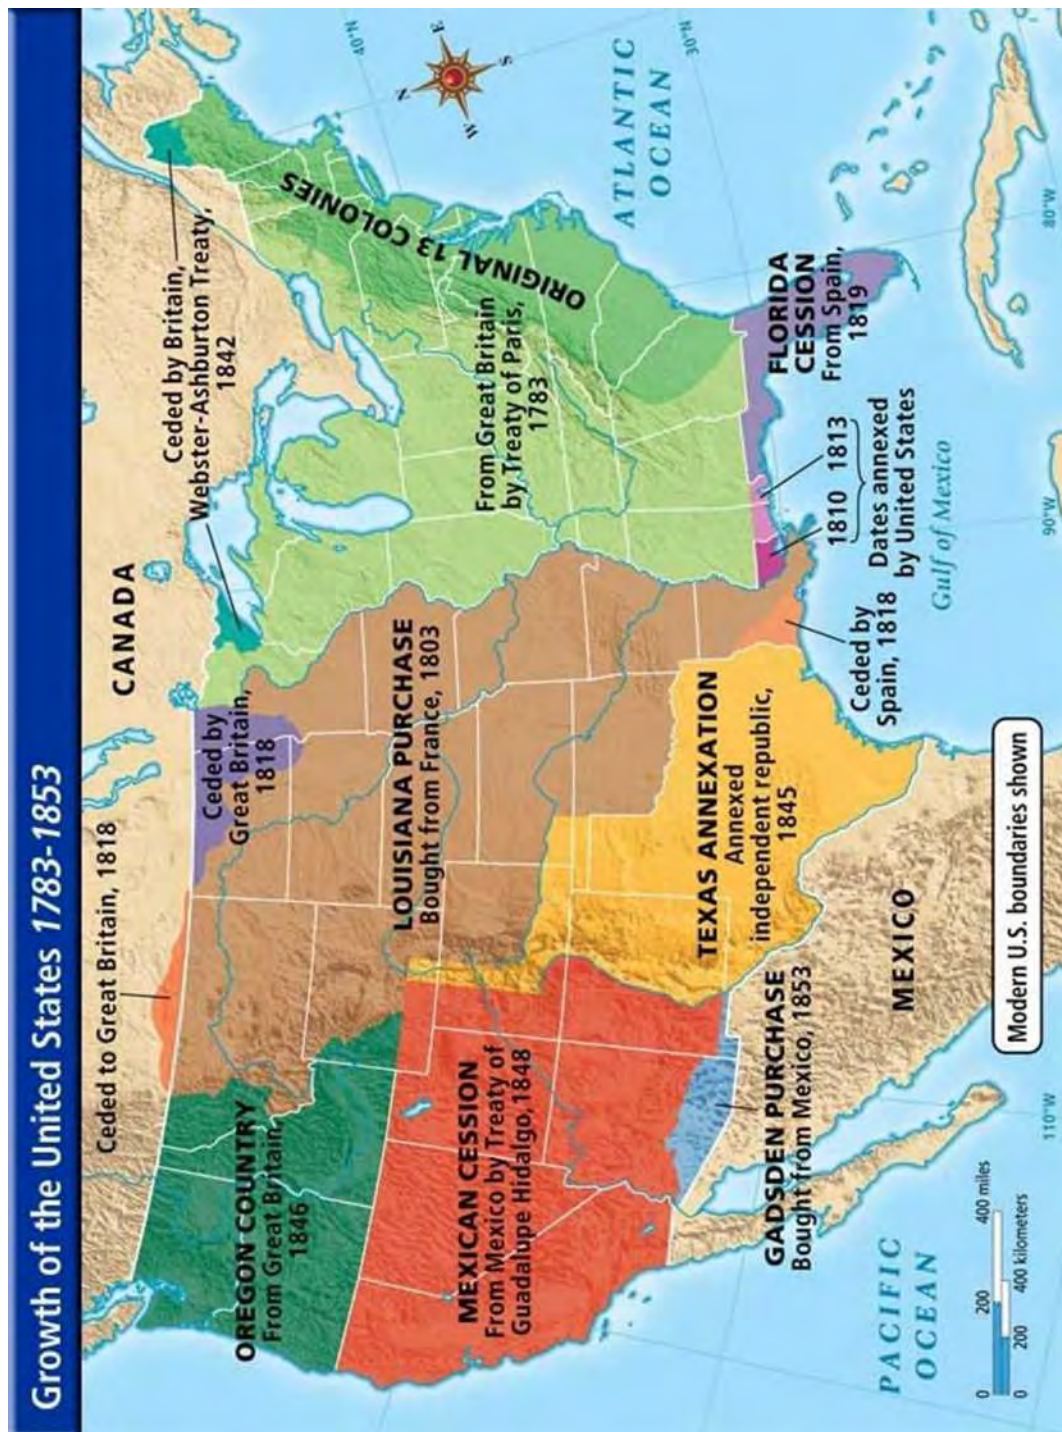 Growth of the United States 1783-1853
Ceded to Great Britain, 1818
CANADA
Ceded by Britain,
Webster-Ashburton Treaty,
1842
OREGON COUNTRY
From Great Britain,
1846
Ceded by
Great Britain,
1818
LOUISIANA PURCHASE
Bought from France, 1803
From Great Britain
by Treaty of Paris,
1783
ORIGINAL 13 COLONIES
MEXICAN CESSION
From Mexico by Treaty of
Guadalupe Hidalgo, 1848
TEXAS ANNEXATION
Annexed
independent republic,
1845
GADSDEN PURCHASE
Bought from Mexico, 1853
Ceded by
Spain, 1818
1810 1813
Dates annexed
by United States
FLORIDA
CESSION
From Spain,
1819
MEXICO
Gulf of Mexico
ATLANTIC
OCEAN
PACIFIC
OCEAN
N
E
S
W
40°N
30°N
80°W
90°W
110°W
0 200 400 miles
0 200 400 kilometers
Modern U.S. boundaries shown